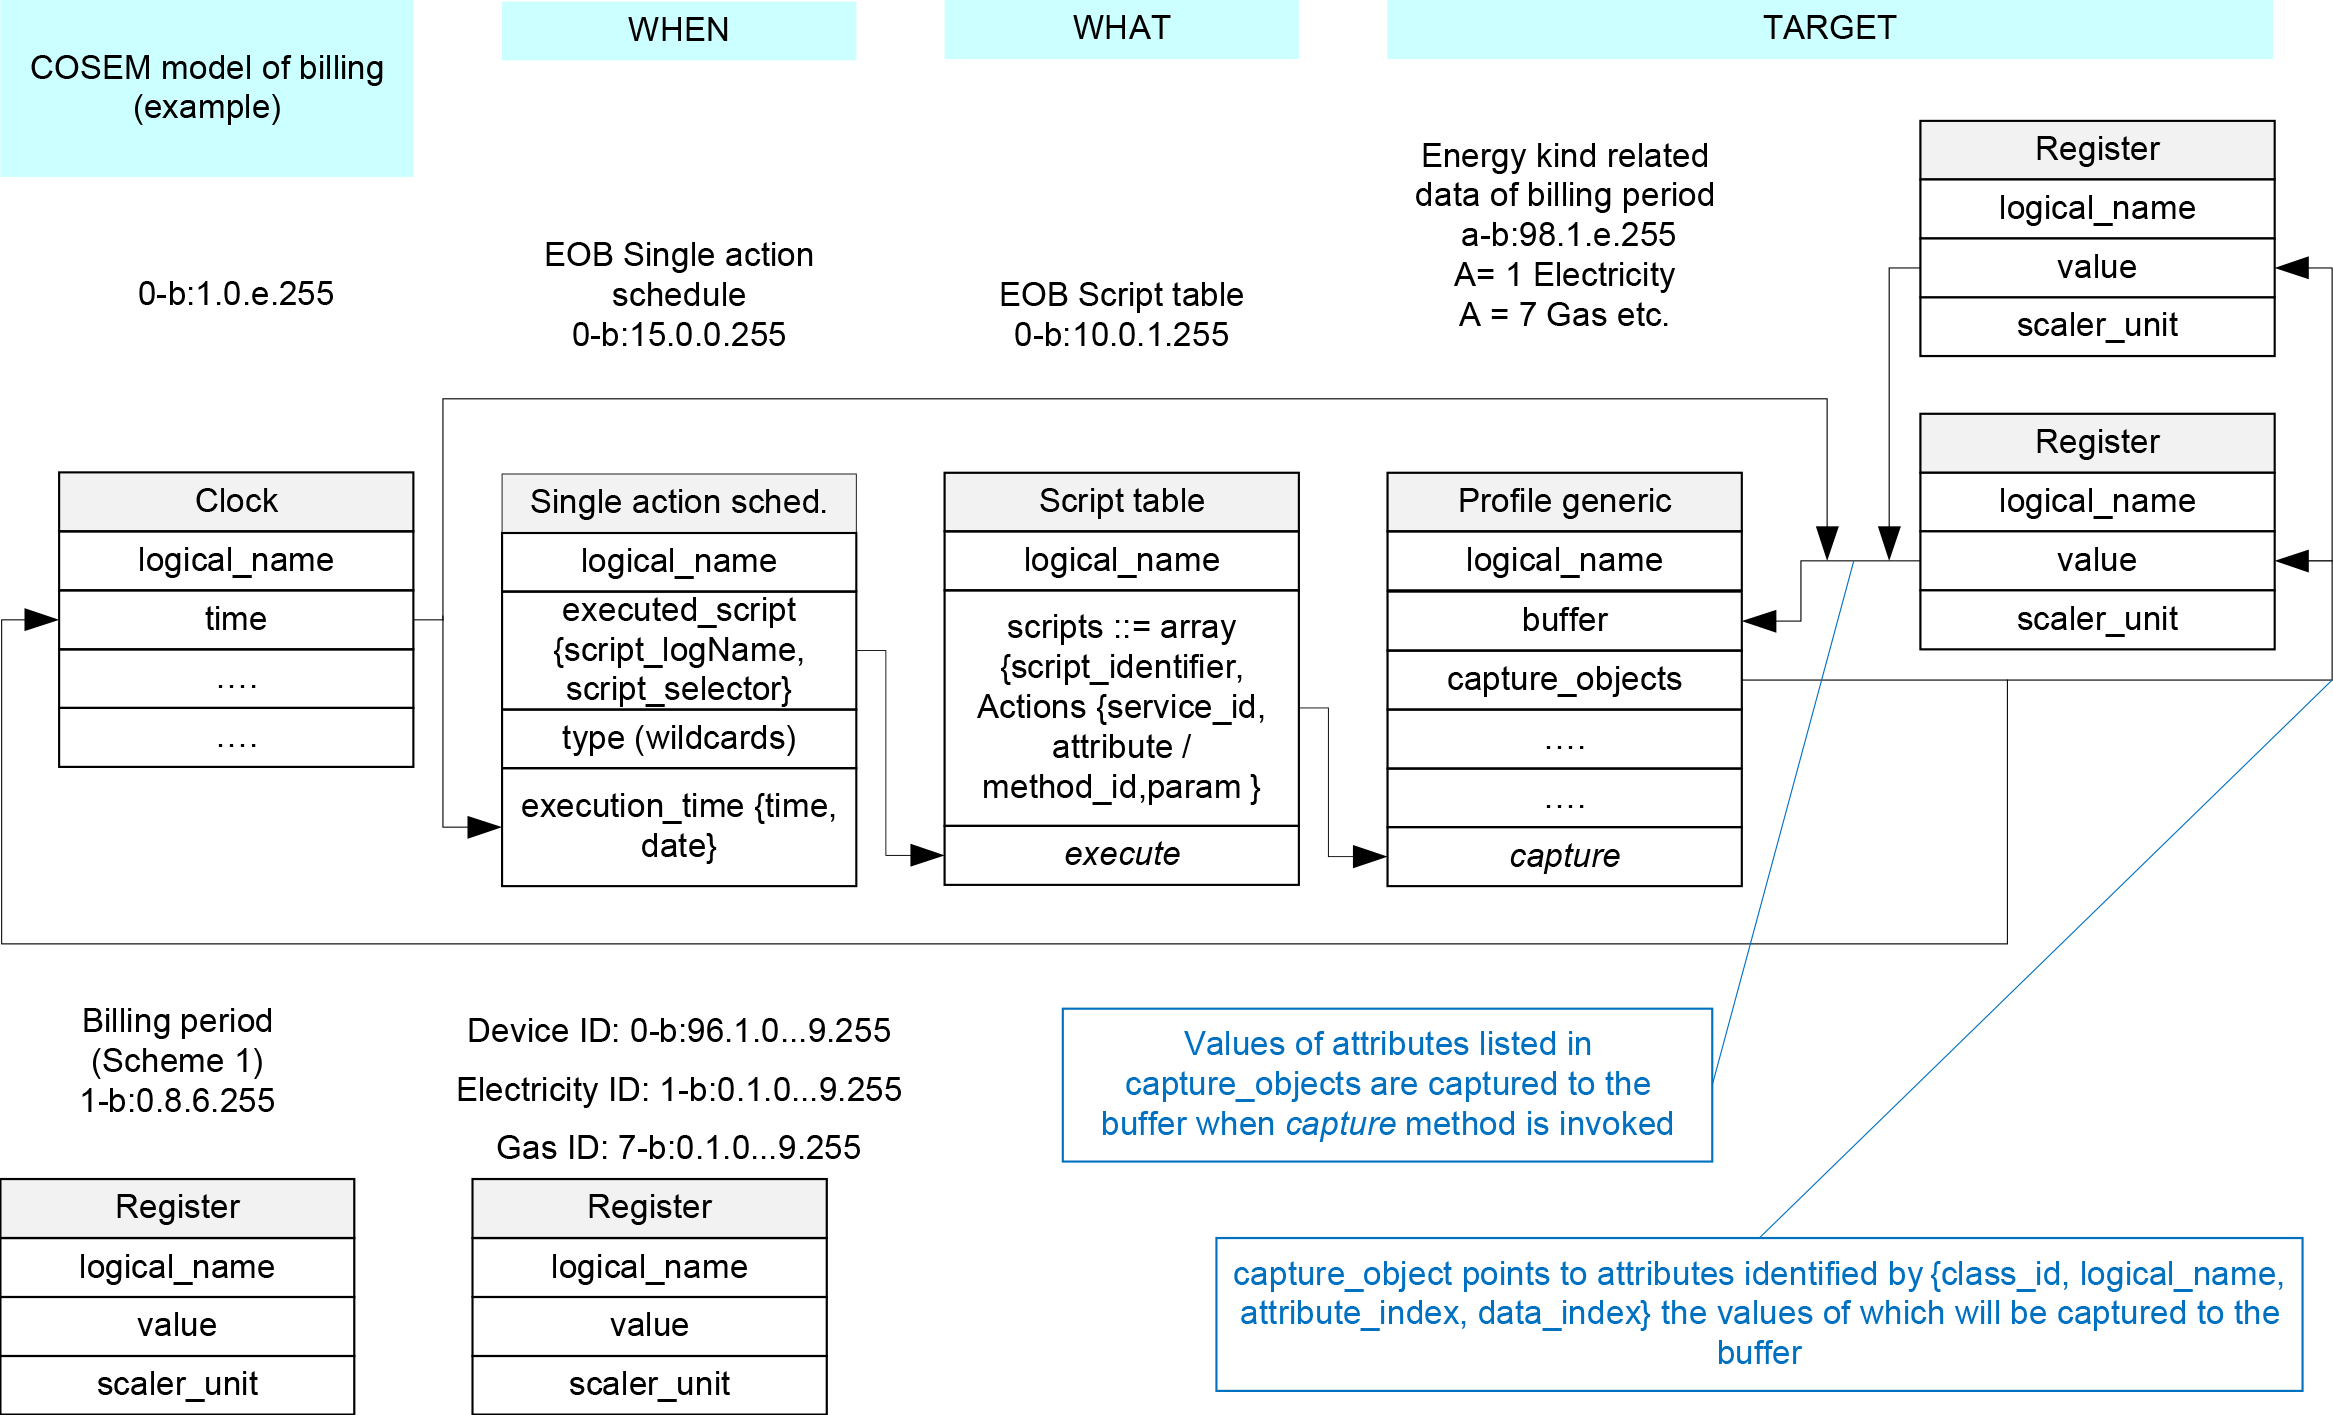 COSEM model of billing
(example)
WHEN
WHAT
TARGET
0-b:1.0.e.255
EOB Single action
schedule
0-b:15.0.0.255
EOB Script table
0-b:10.0.1.255
Energy kind related
data of billing period
a-b:98.1.e.255
A= 1 Electricity
A = 7 Gas etc.
Register
logical_name
value
scaler_unit
Clock
logical_name
time
....
....
Single action sched.
logical_name
executed_script
{script_logName,
script_selector}
type (wildcards)
execution_time {time,
date}
Script table
logical_name
scripts ::= array
{script_identifier,
Actions {service_id,
attribute /
method_id,param }
execute
Profile generic
logical_name
buffer
capture_objects
....
....
capture
Register
logical_name
value
scaler_unit
Billing period
(Scheme 1)
1-b:0.8.6.255
Register
logical_name
value
scaler_unit
Device ID: 0-b:96.1.0...9.255
Electricity ID: 1-b:0.1.0...9.255
Gas ID: 7-b:0.1.0...9.255
Register
logical_name
value
scaler_unit
Values of attributes listed in
capture_objects are captured to the
buffer when capture method is invoked
capture_object points to attributes identified by {class_id, logical_name,
attribute_index, data_index} the values of which will be captured to the
buffer